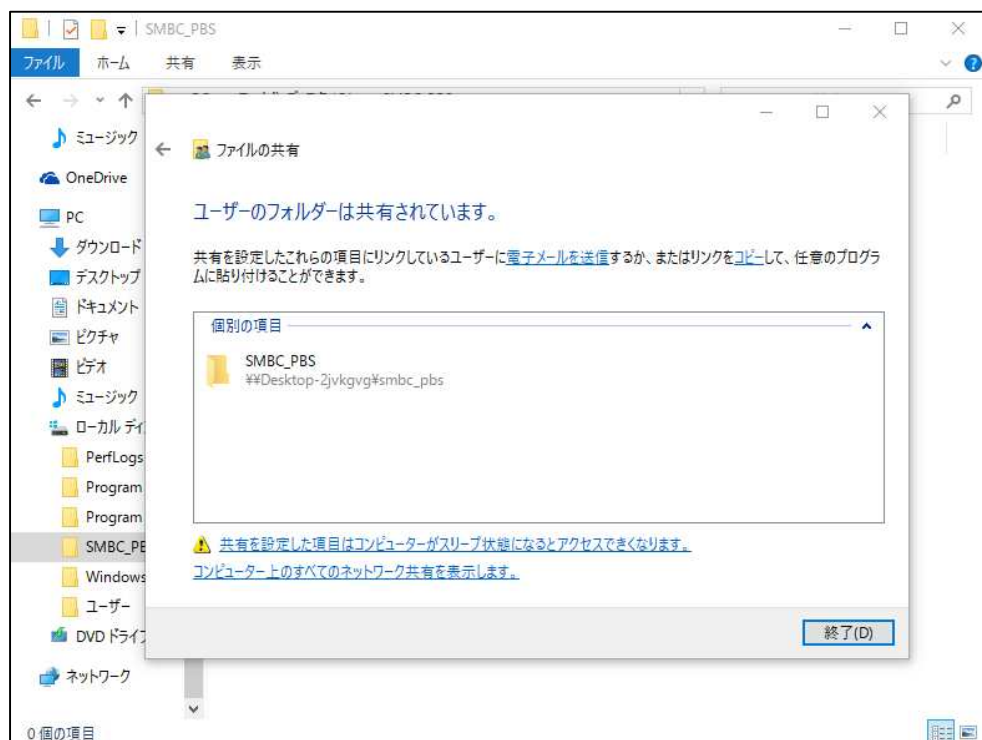 SMBC_PBS
ファイル ホーム 共有 表示
ミュージック
OneDrive
PC
ダウンロード
デスクトップ
ドキュメント
ピクチャ
ビデオ
ミュージック
ローカル ディ
PerfLogs
Program
Program
SMBC_PB
Windows
ユーザー
DVD ドライブ
ネットワーク
0 個の項目
ファイルの共有
ユーザーのフォルダーは共有されています。
共有を設定したこれらの項目にリンクしているユーザーに電子メールを送信するか、またはリンクをコピーして、任意のプログラ
ムに貼り付けることができます。
個別の項目
SMBC_PBS
¥¥Desktop-2jvkgvg¥smbc_pbs
共有を設定した項目はコンピューターがスリープ状態になるとアクセスできなくなります。
コンピューター上のすべてのネットワーク共有を表示します。
終了(D)